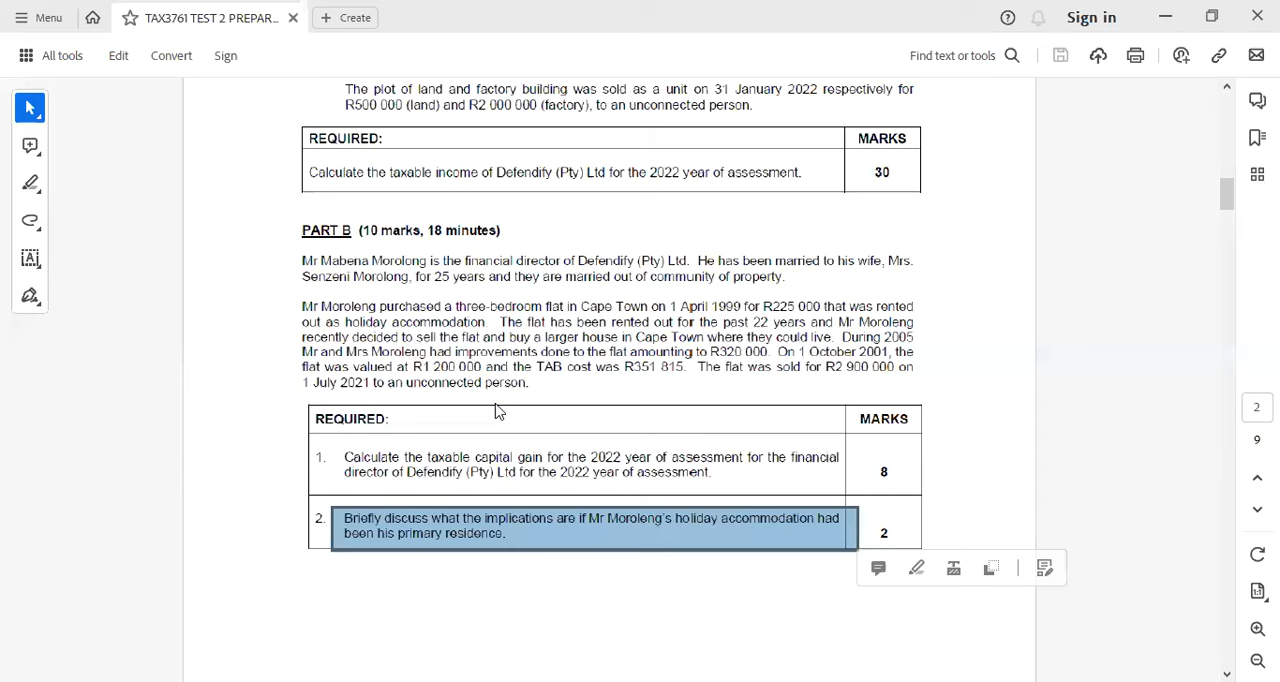 Menu
TAX3761 TEST 2 PREPAR...
Create
Sign in
All tools
Edit
Convert
Sign
Find text or tools
The plot of land and factory building was sold as a unit on 31 January 2022 respectively for
R500 000 (land) and R2 000 000 (factory), to an unconnected person.
REQUIRED: MARKS
Calculate the taxable income of Defendify (Pty) Ltd for the 2022 year of assessment. 30
PART B (10 marks, 18 minutes)
Mr Mabena Morolong is the financial director of Defendify (Pty) Ltd. He has been married to his wife, Mrs.
Senzeni Morolong, for 25 years and they are married out of community of property.
Mr Moroleng purchased a three-bedroom flat in Cape Town on 1 April 1999 for R225 000 that was rented
out as holiday accommodation. The flat has been rented out for the past 22 years and Mr Moroleng
recently decided to sell the flat and buy a larger house in Cape Town where they could live. During 2005
Mr and Mrs Moroleng had improvements done to the flat amounting to R320 000. On 1 October 2001, the
flat was valued at R1 200 000 and the TAB cost was R351 815. The flat was sold for R2 900 000 on
1 July 2021 to an unconnected person.
REQUIRED: MARKS
1. Calculate the taxable capital gain for the 2022 year of assessment for the financial
director of Defendify (Pty) Ltd for the 2022 year of assessment. 8
2. Briefly discuss what the implications are if Mr Moroleng's holiday accommodation had
been his primary residence. 2
2
9